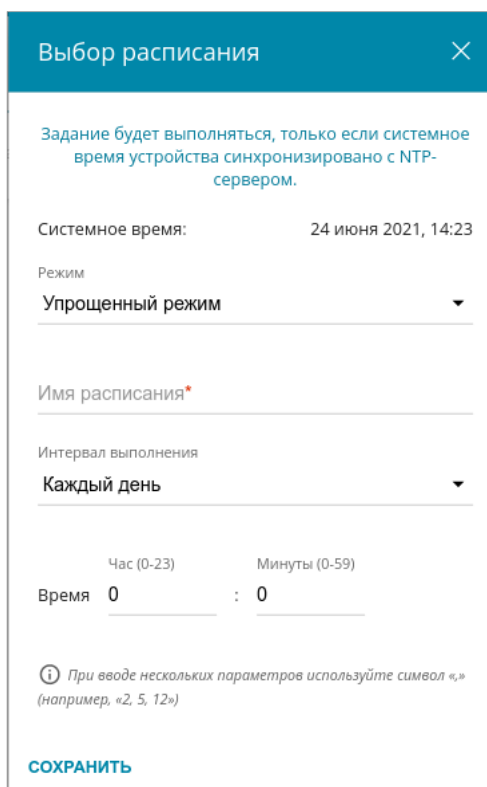 Выбор расписания
Задание будет выполняться, только если системное
время устройства синхронизировано с NTP-
сервером.
Системное время: 24 июня 2021, 14:23
Режим
Упрощенный режим
Имя расписания*
Интервал выполнения
Каждый день
Час (0-23) Минуты (0-59)
Время 0 : 0
При вводе нескольких параметров используйте символ «,»
(например, «2, 5, 12»)
СОХРАНИТЬ